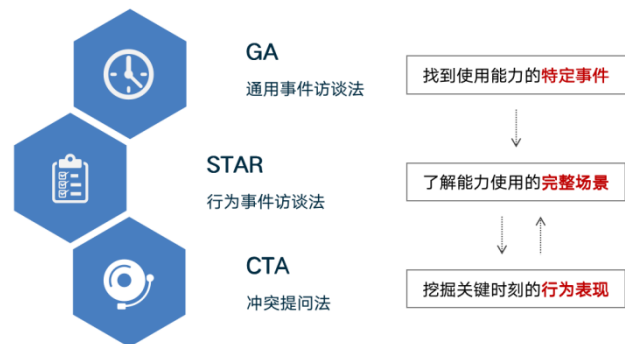 GA
通用事件访谈法
找到使用能力的特定事件
STAR
行为事件访谈法
了解能力使用的完整场景
CTA
冲突提问法
挖掘关键时刻的行为表现